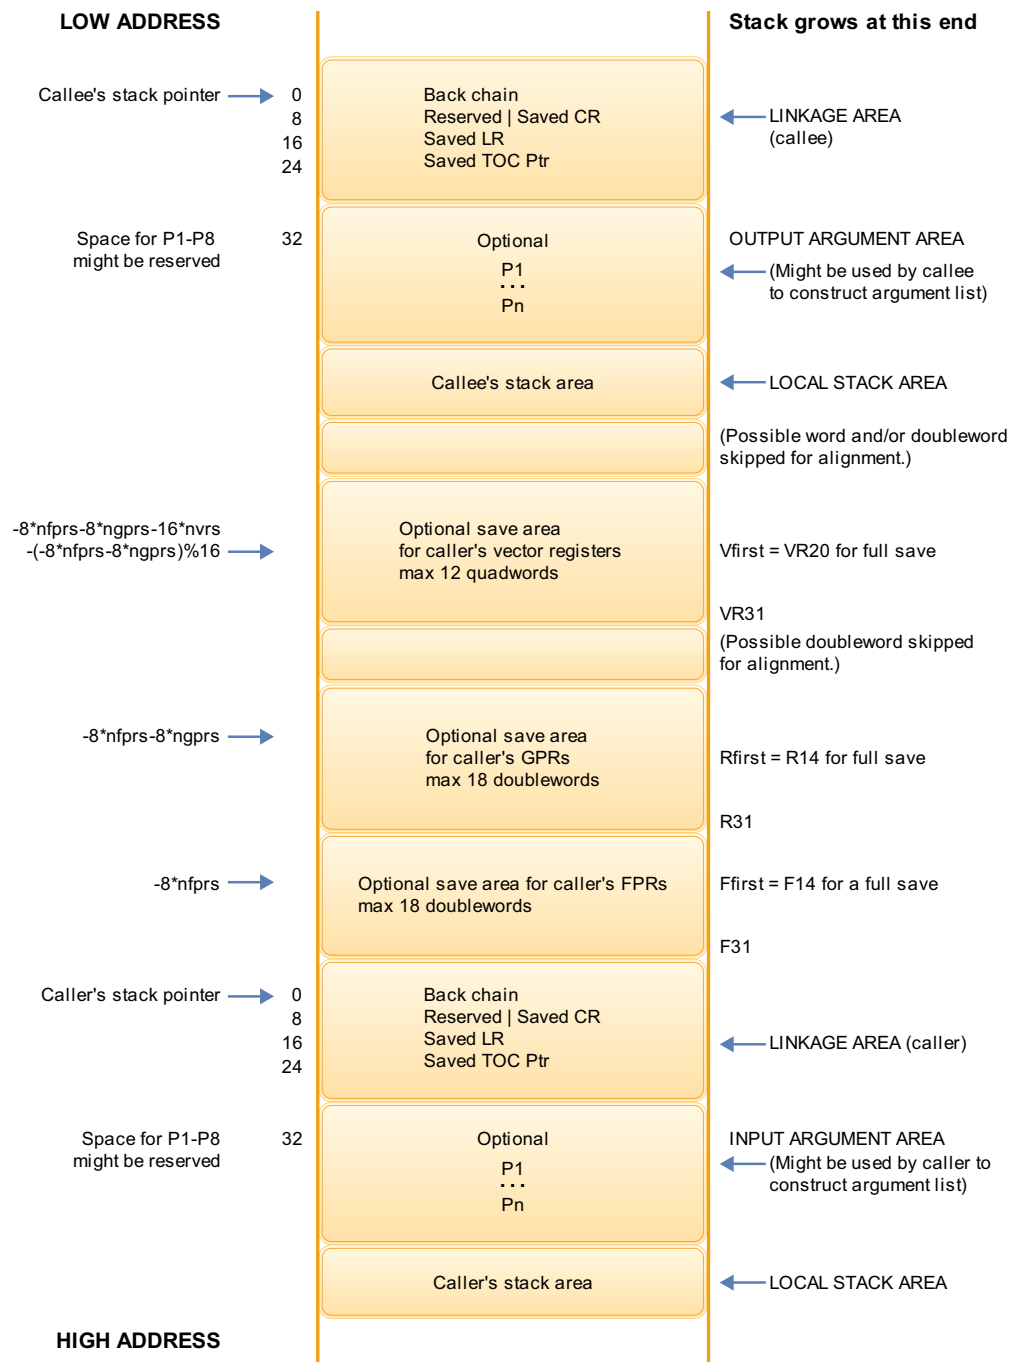 LOW ADDRESS
Stack grows at this end
Callee's stack pointer
0
8
16
24
Back chain
Reserved | Saved CR
Saved LR
Saved TOC Ptr
LINKAGE AREA
(callee)
Space for P1-P8
might be reserved
32
Optional
P1
...
Pn
OUTPUT ARGUMENT AREA
(Might be used by callee
to construct argument list)
Callee's stack area
LOCAL STACK AREA
(Possible word and/or doubleword
skipped for alignment.)
-8*nfprs-8*ngprs-16*nvrs
-(-8*nfprs-8*ngprs)%16
Optional save area
for caller's vector registers
max 12 quadwords
Vfirst = VR20 for full save
VR31
(Possible doubleword skipped
for alignment.)
-8*nfprs-8*ngprs
Optional save area
for caller's GPRs
max 18 doublewords
Rfirst = R14 for full save
R31
-8*nfprs
Optional save area for caller's FPRs
max 18 doublewords
Ffirst = F14 for a full save
F31
Caller's stack pointer
0
8
16
24
Back chain
Reserved | Saved CR
Saved LR
Saved TOC Ptr
LINKAGE AREA (caller)
Space for P1-P8
might be reserved
32
Optional
P1
...
Pn
INPUT ARGUMENT AREA
(Might be used by caller to
construct argument list)
Caller's stack area
LOCAL STACK AREA
HIGH ADDRESS